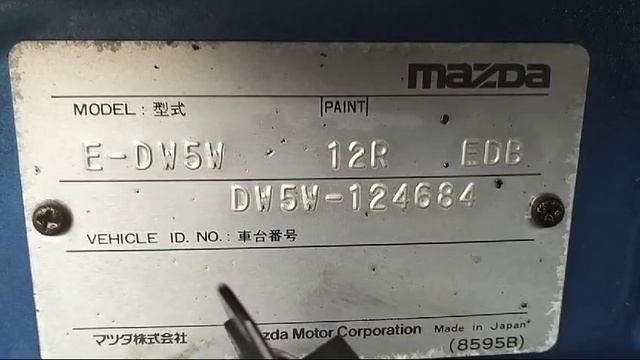 mazda
MODEL : 型式 PAINT
E-DW5W 12R EDB
DW5W-124684
VEHICLE ID. NO. : 車台番号
マツダ株式会社 Motor Corporation Made in Japan
(8595B)